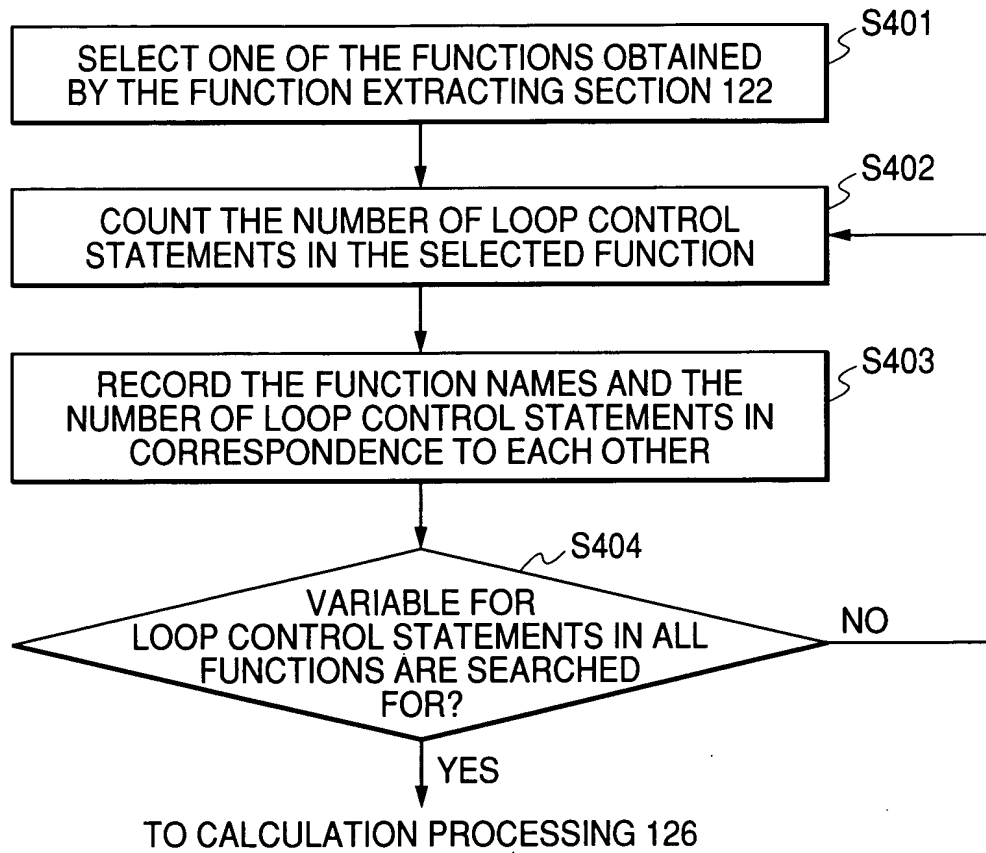 S401
SELECT ONE OF THE FUNCTIONS OBTAINED
BY THE FUNCTION EXTRACTING SECTION 122
S402
COUNT THE NUMBER OF LOOP CONTROL
STATEMENTS IN THE SELECTED FUNCTION
S403
RECORD THE FUNCTION NAMES AND THE
NUMBER OF LOOP CONTROL STATEMENTS IN
CORRESPONDENCE TO EACH OTHER
S404
VARIABLE FOR
LOOP CONTROL STATEMENTS IN ALL
FUNCTIONS ARE SEARCHED
FOR?
NO
YES
TO CALCULATION PROCESSING 126